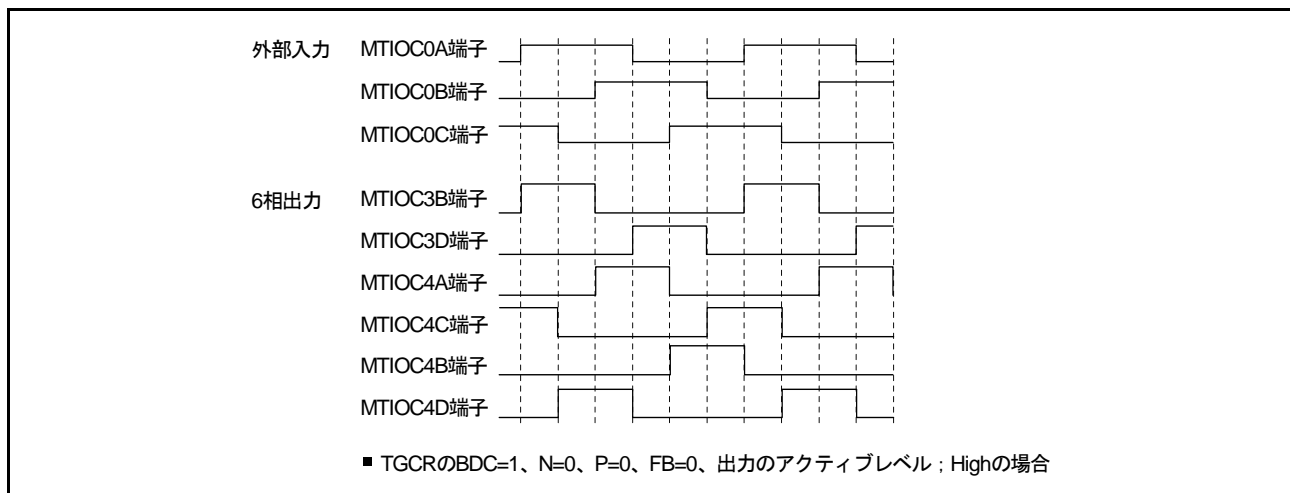 外部入力 MTIOC0A端子
MTIOC0B端子
MTIOC0C端子
6相出力 MTIOC3B端子
MTIOC3D端子
MTIOC4A端子
MTIOC4C端子
MTIOC4B端子
MTIOC4D端子
■ TGCRのBDC=1、N=0、P=0、FB=0、出力のアクティブレベル；Highの場合